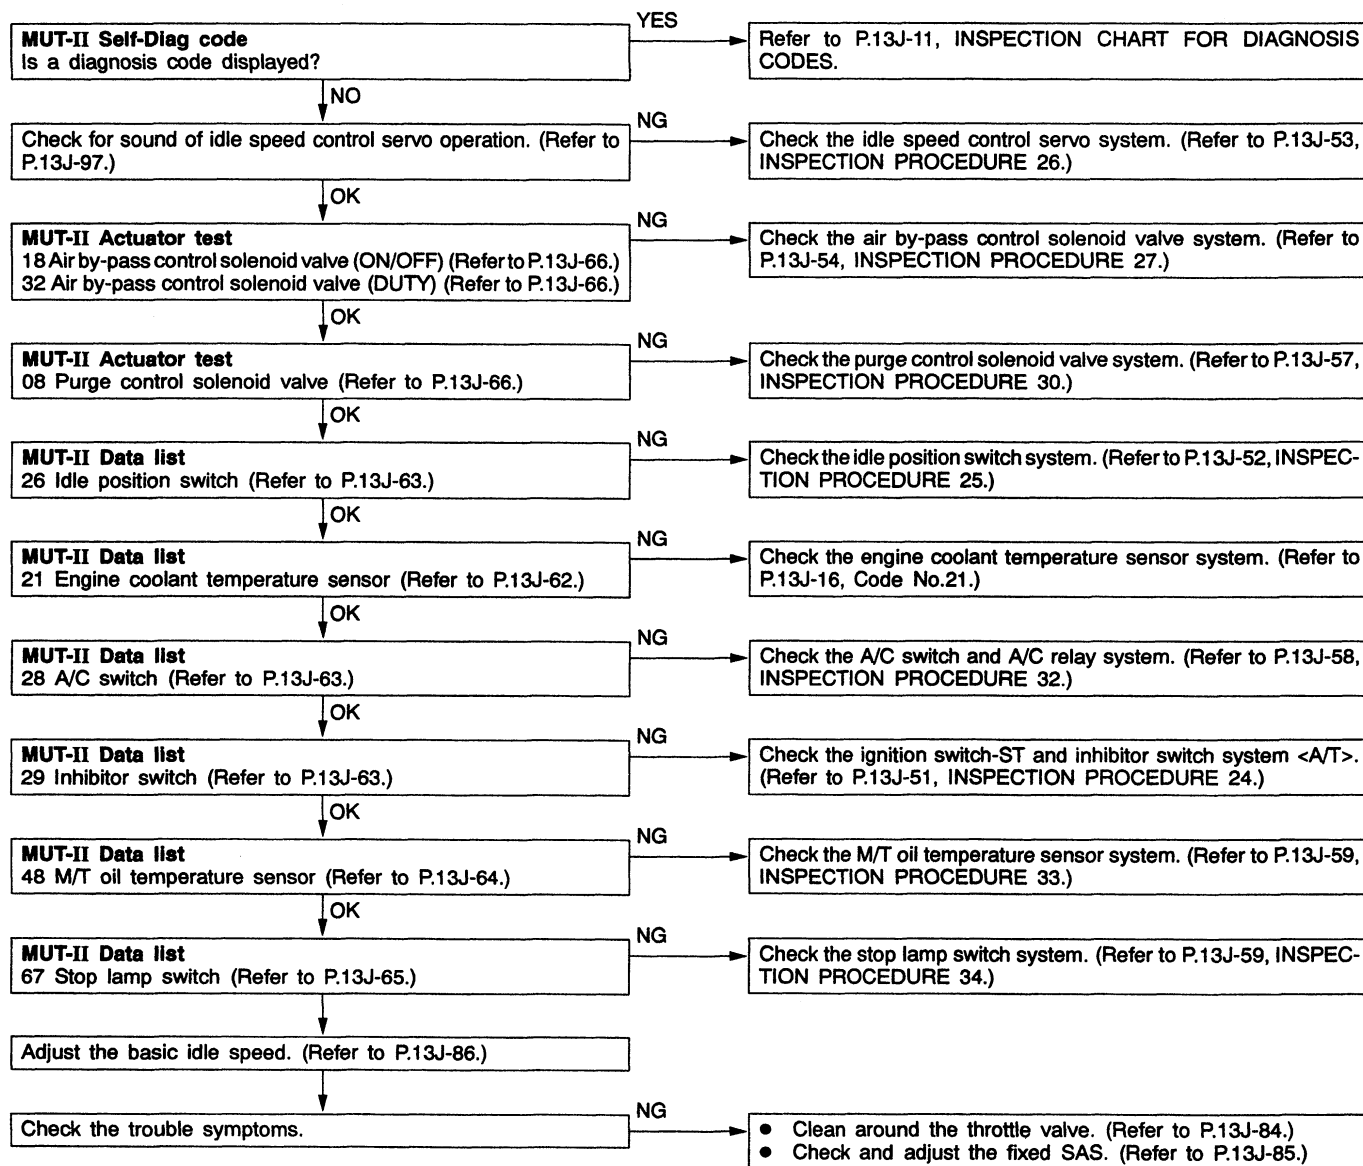 MUT-II Self-Diag code
Is a diagnosis code displayed?
YES
Refer to P.13J-11, INSPECTION CHART FOR DIAGNOSIS
CODES.
NO
Check for sound of idle speed control servo operation. (Refer to
P.13J-97.)
NG
Check the idle speed control servo system. (Refer to P.13J-53,
INSPECTION PROCEDURE 26.)
OK
MUT-II Actuator test
18 Air by-pass control solenoid valve (ON/OFF) (Refer to P.13J-66.)
32 Air by-pass control solenoid valve (DUTY) (Refer to P.13J-66.)
NG
Check the air by-pass control solenoid valve system. (Refer to
P.13J-54, INSPECTION PROCEDURE 27.)
OK
MUT-II Actuator test
08 Purge control solenoid valve (Refer to P.13J-66.)
NG
Check the purge control solenoid valve system. (Refer to P.13J-57,
INSPECTION PROCEDURE 30.)
OK
MUT-II Data list
26 Idle position switch (Refer to P.13J-63.)
NG
Check the idle position switch system. (Refer to P.13J-52, INSPEC-
TION PROCEDURE 25.)
OK
MUT-II Data list
21 Engine coolant temperature sensor (Refer to P.13J-62.)
NG
Check the engine coolant temperature sensor system. (Refer to
P.13J-16, Code No.21.)
OK
MUT-II Data list
28 A/C switch (Refer to P.13J-63.)
NG
Check the A/C switch and A/C relay system. (Refer to P.13J-58,
INSPECTION PROCEDURE 32.)
OK
MUT-II Data list
29 Inhibitor switch (Refer to P.13J-63.)
NG
Check the ignition switch-ST and inhibitor switch system <A/T>.
(Refer to P.13J-51, INSPECTION PROCEDURE 24.)
OK
MUT-II Data list
48 M/T oil temperature sensor (Refer to P.13J-64.)
NG
Check the M/T oil temperature sensor system. (Refer to P.13J-59,
INSPECTION PROCEDURE 33.)
OK
MUT-II Data list
67 Stop lamp switch (Refer to P.13J-65.)
NG
Check the stop lamp switch system. (Refer to P.13J-59, INSPEC-
TION PROCEDURE 34.)
Adjust the basic idle speed. (Refer to P.13J-86.)
Check the trouble symptoms.
NG
● Clean around the throttle valve. (Refer to P.13J-84.)
● Check and adjust the fixed SAS. (Refer to P.13J-85.)